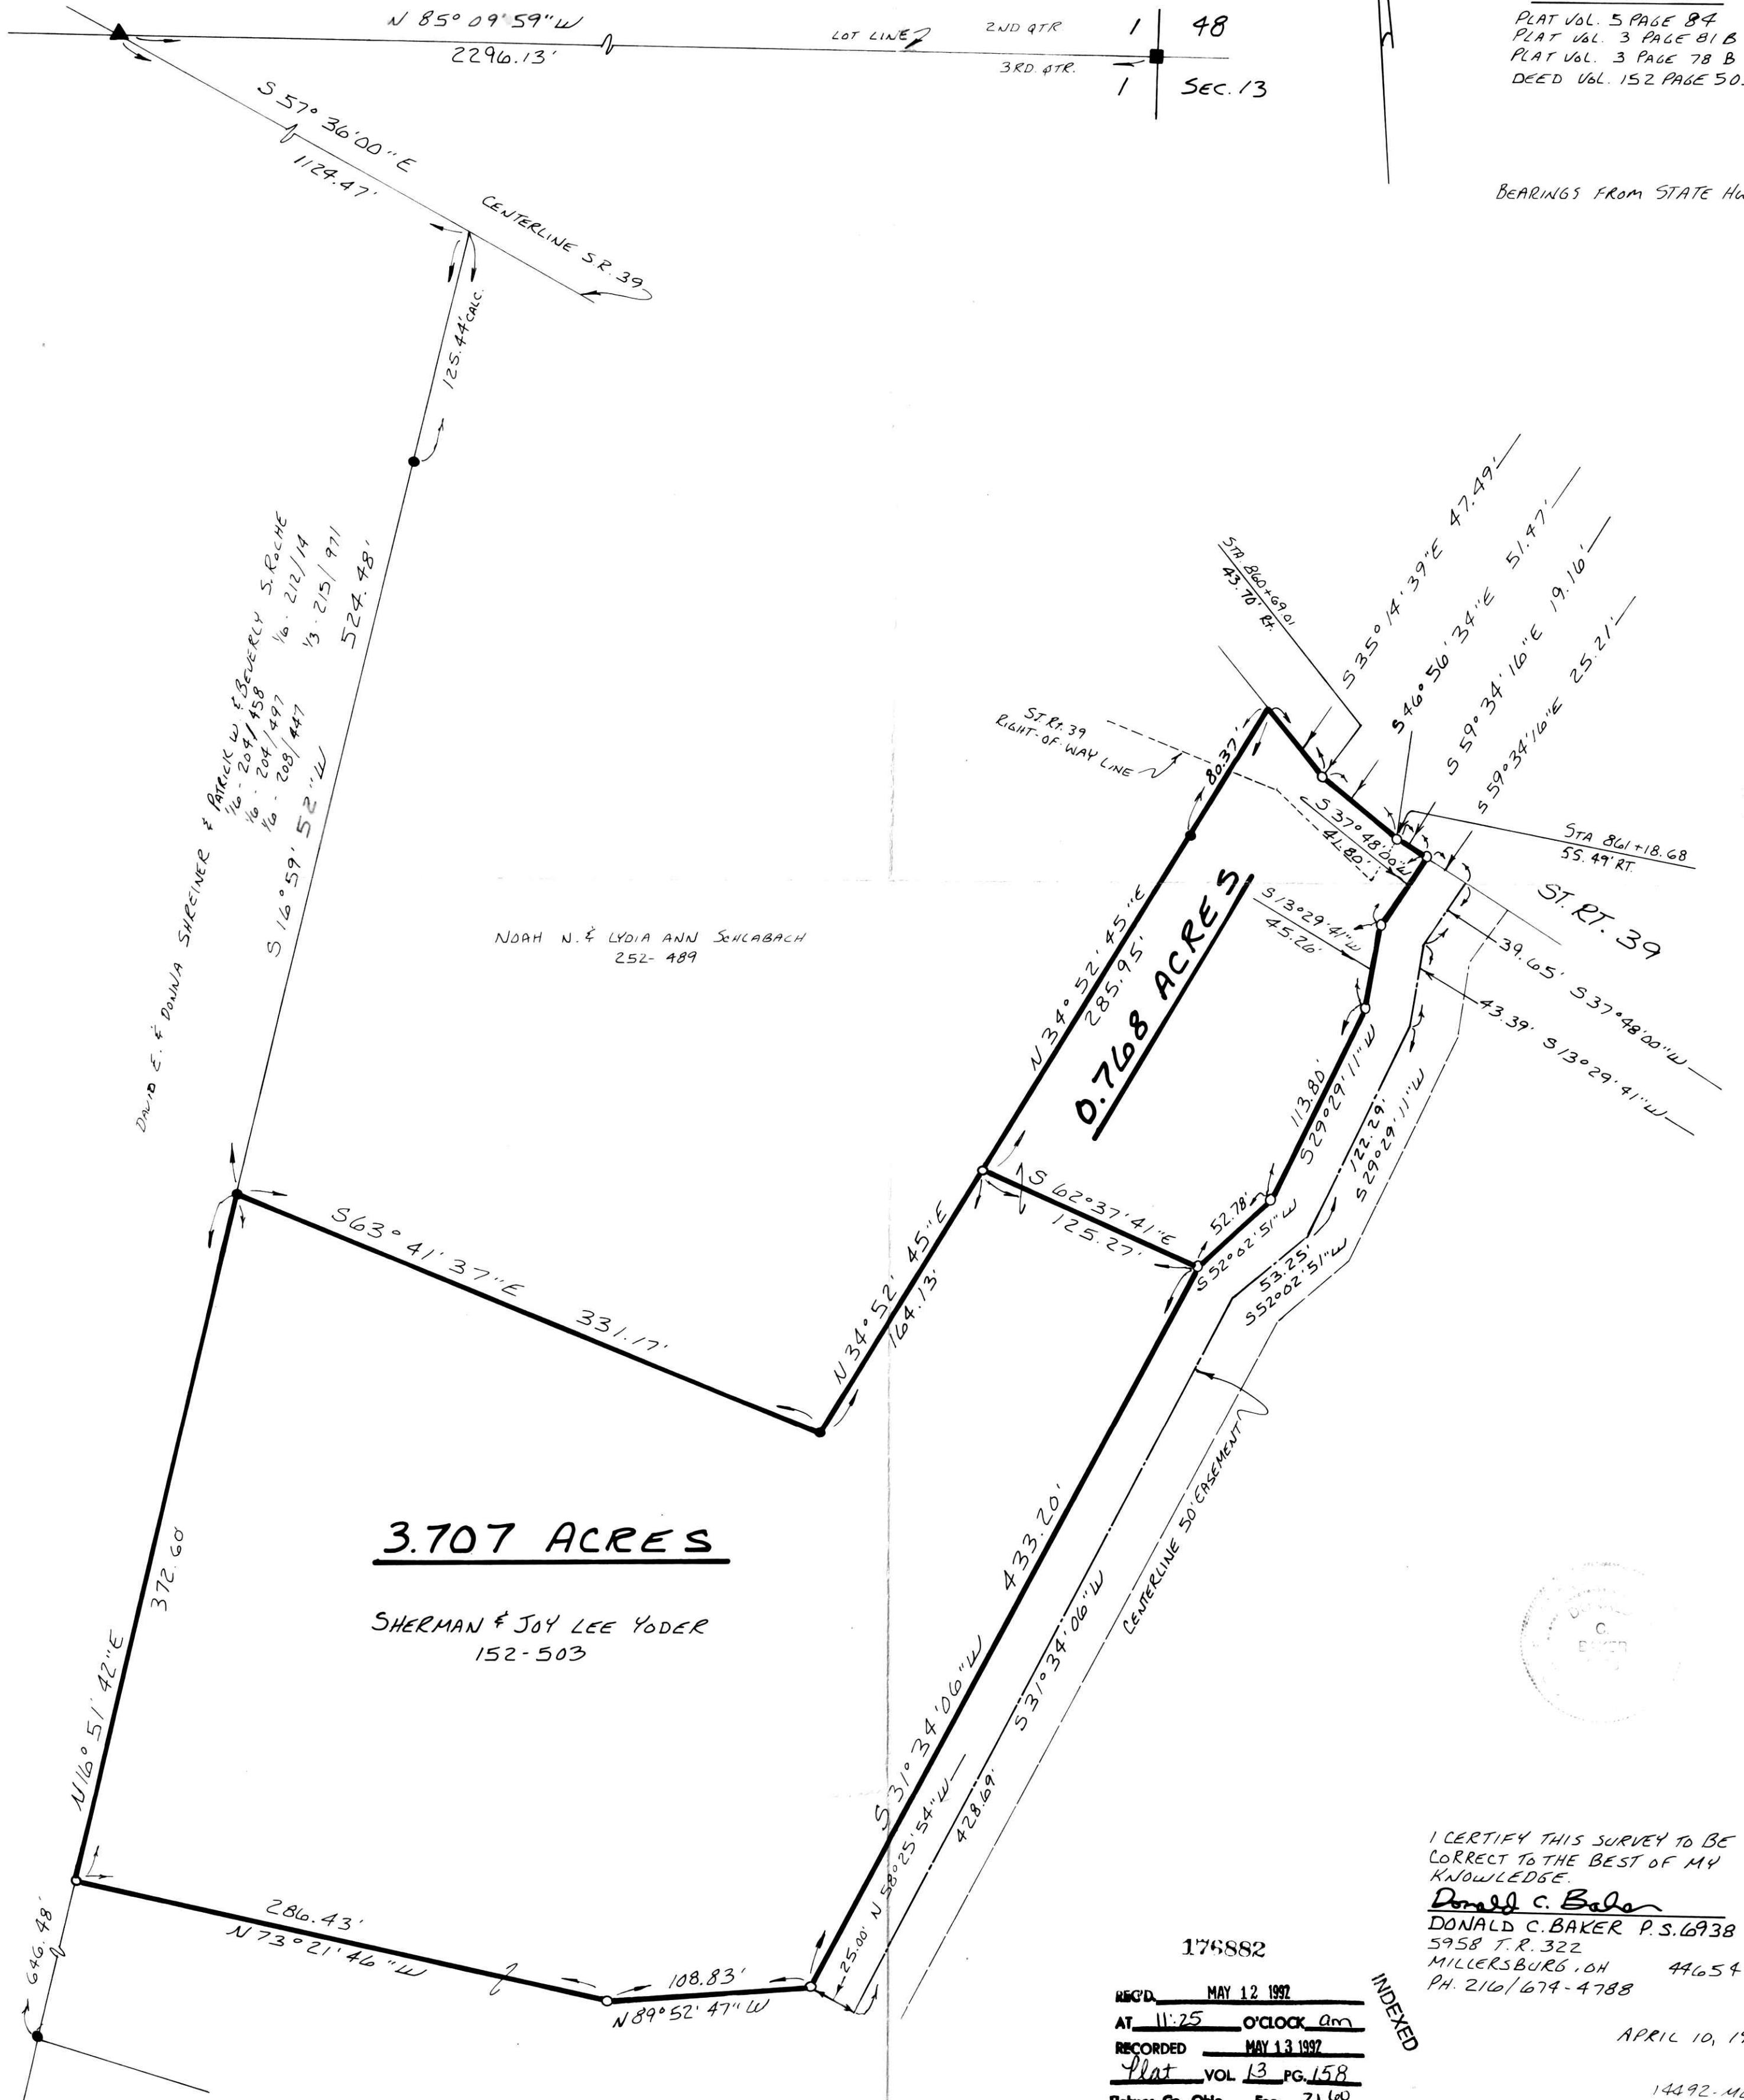 N 85° 09' 59" W
2296.13'
LOT LINE
2ND QTR.
3RD. QTR.
1
48
1
SEC. 13
PLAT VOL. 5 PAGE 84
PLAT VOL. 3 PAGE 81 B
PLAT VOL. 3 PAGE 78 B
DEED VOL. 152 PAGE 50
BEARINGS FROM STATE
S 57° 36' 00" E
1124.47'
CENTERLINE S.R. 39
125.44' CALC.
DAVID E. & DONNA SHREINER &
PATRICK W. & BEVERLY S. ROCHE
1/6 - 204/458
1/6 - 204/497
1/6 - 208/447
1/6 - 212/14
1/3 - 215/971
524.48'
S 16° 59' 52" W
NOAH N. & LYDIA ANN SCHLABACH
252-489
STA. 860+69.01
43.70' Rt.
S 35° 14' 39" E 47.49'
S 46° 56' 34" E 51.47'
S 59° 34' 16" E 19.16'
S 59° 34' 16" E 25.21'
ST. Rt. 39
RIGHT-OF-WAY LINE
80.37'
S 37° 48' 00" W
41.80'
STA 861+18.68
55.49' RT.
ST. RT. 39
S 13° 29' 41" W
45.26'
39.65' S 37° 48' 00" W
43.39' S 13° 29' 41" W
N 34° 52' 45" E
285.95'
0.768 ACRES
113.80'
S 29° 29' 11" W
122.29'
S 29° 29' 11" W
S 62° 37' 41" E
125.27'
52.78'
S 52° 02' 51" W
53.25'
S 52° 02' 51" W
S 63° 41' 37" E
331.17'
N 34° 52' 45" E
164.13'
3.707 ACRES
SHERMAN & JOY LEE YODER
152-503
372.60'
N 16° 51' 42" E
433.20'
S 31° 34' 06" W
S 31° 34' 06" W
428.69'
CENTERLINE 50' EASEMENT
25.00' N 58° 25' 54" W
646.48'
286.43'
N 73° 21' 46" W
108.83'
N 89° 52' 47" W
I CERTIFY THIS SURVEY TO BE
CORRECT TO THE BEST OF MY
KNOWLEDGE.
Donald C. Baker
DONALD C. BAKER P.S. 6938
5958 T.R. 322
MILLERSBURG, OH 44654
PH. 216/674-4788
176882
REC'D. MAY 12 1992
AT 11:25 O'CLOCK am
RECORDED MAY 13 1992
Plat VOL 13 PG. 158
INDEXED
APRIL 10,